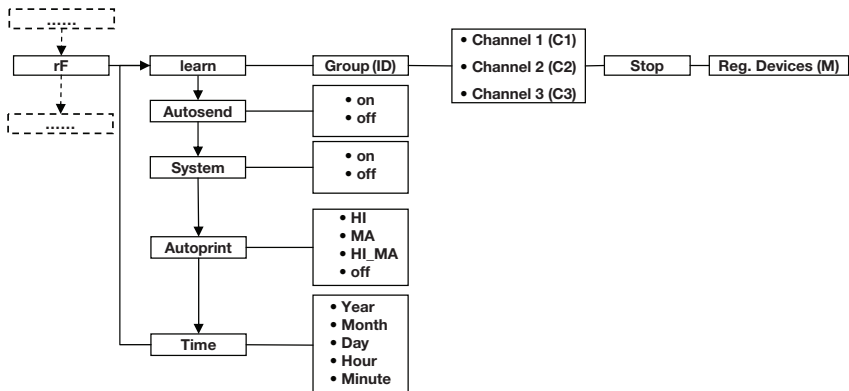 ......
rF
......
learn
Group (ID)
• Channel 1 (C1)
• Channel 2 (C2)
• Channel 3 (C3)
Stop
Reg. Devices (M)
Autosend
• on
• off
System
• on
• off
Autoprint
• HI
• MA
• HI_MA
• off
Time
• Year
• Month
• Day
• Hour
• Minute